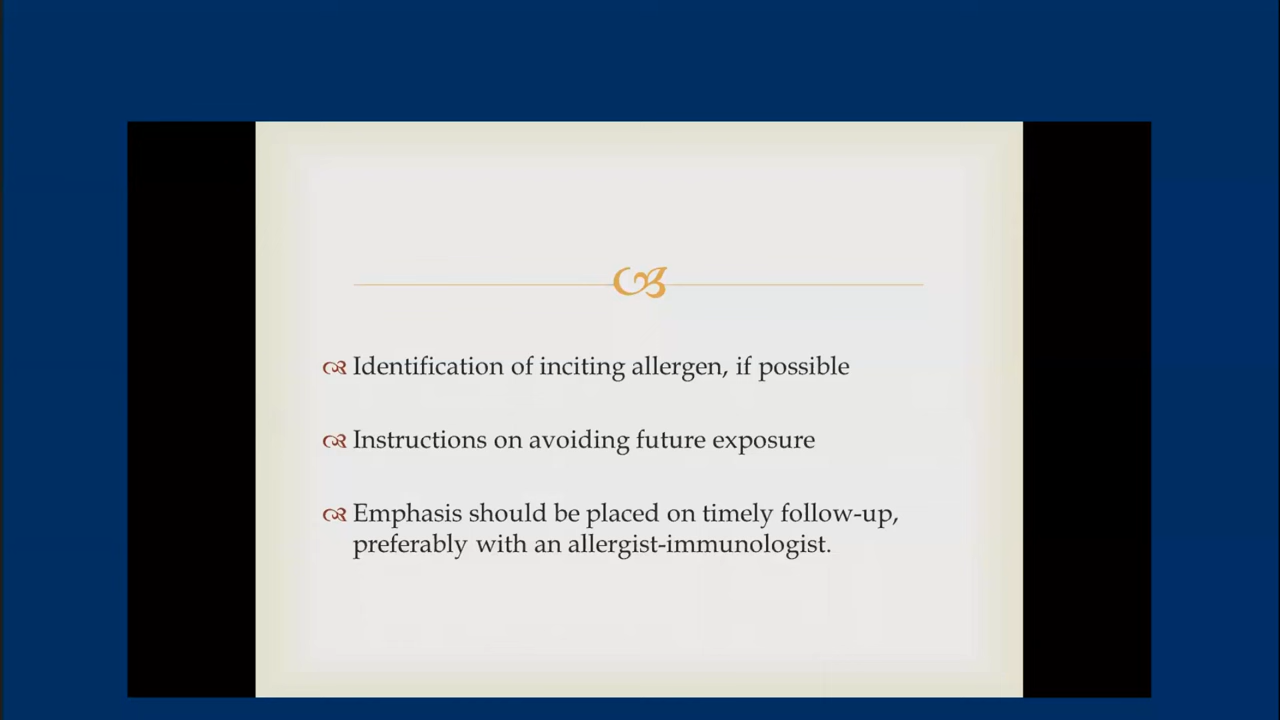 Identification of inciting allergen, if possible
Instructions on avoiding future exposure
Emphasis should be placed on timely follow-up,
preferably with an allergist-immunologist.